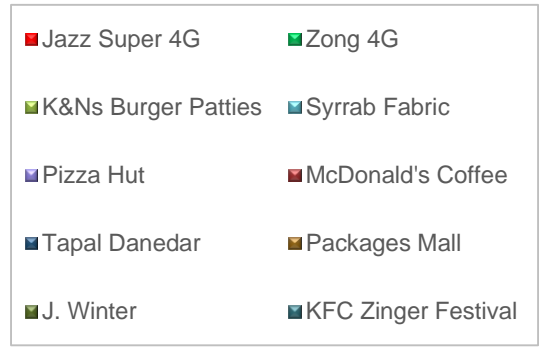 Jazz Super 4G
Zong 4G
K&Ns Burger Patties
Syrrab Fabric
Pizza Hut
McDonald's Coffee
Tapal Danedar
Packages Mall
J. Winter
KFC Zinger Festival